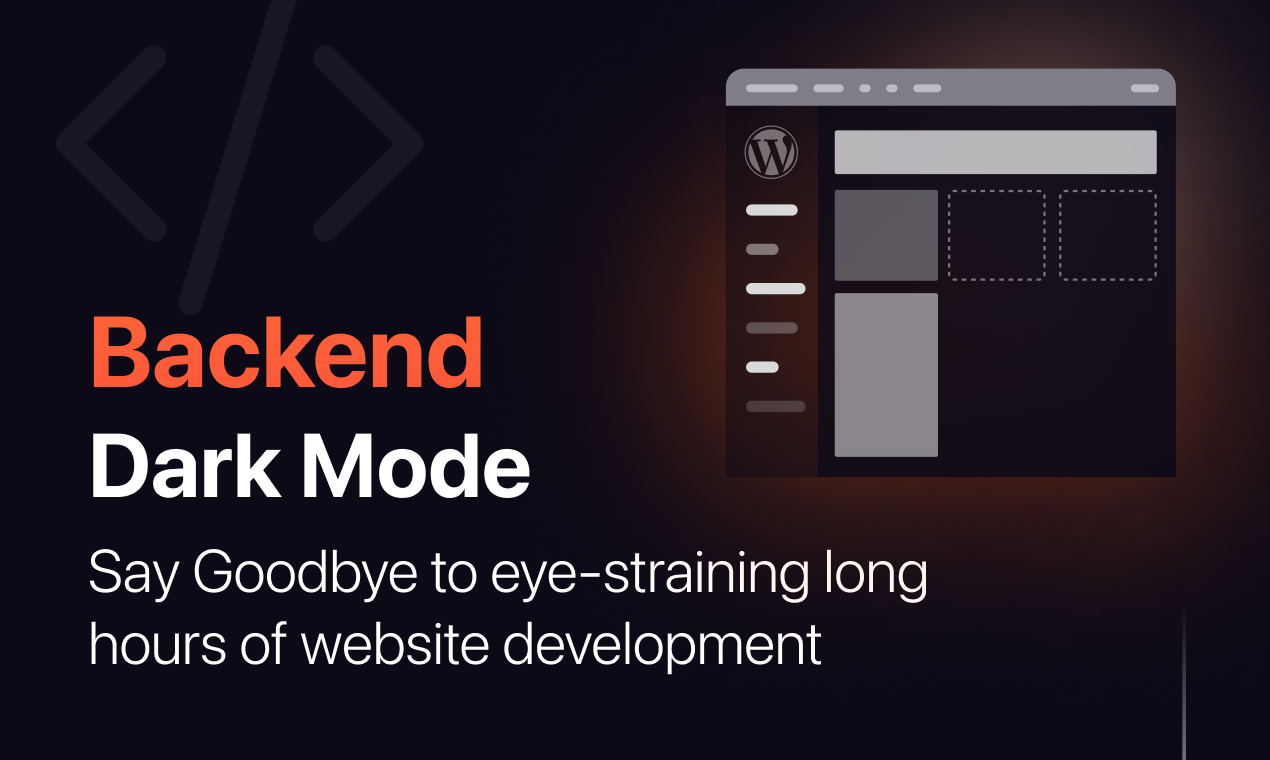 Backend
Dark Mode
Say Goodbye to eye-straining long
hours of website development